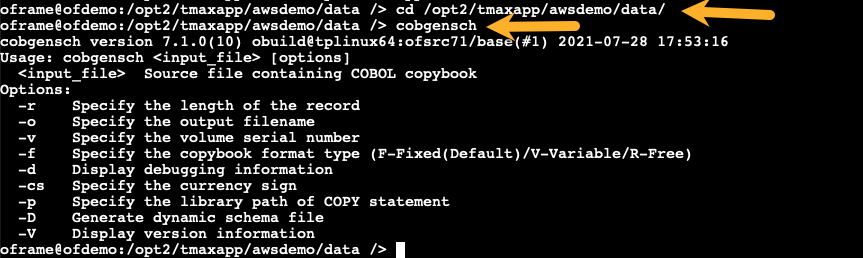 oframe@ofdemo:/opt2/tmaxapp/awsdemo/data /> cd /opt2/tmaxapp/awsdemo/data/
oframe@ofdemo:/opt2/tmaxapp/awsdemo/data /> cobgensch
cobgensch version 7.1.0(10) obuild@tplinux64:ofsrc71/base(#1) 2021-07-28 17:53:16
Usage: cobgensch <input_file> [options]
  <input_file>  Source file containing COBOL copybook
Options:
  -r    Specify the length of the record
  -o    Specify the output filename
  -v    Specify the volume serial number
  -f    Specify the copybook format type (F-Fixed(Default)/V-Variable/R-Free)
  -d    Display debugging information
  -cs   Specify the currency sign
  -p    Specify the library path of COPY statement
  -D    Generate dynamic schema file
  -V    Display version information
oframe@ofdemo:/opt2/tmaxapp/awsdemo/data />